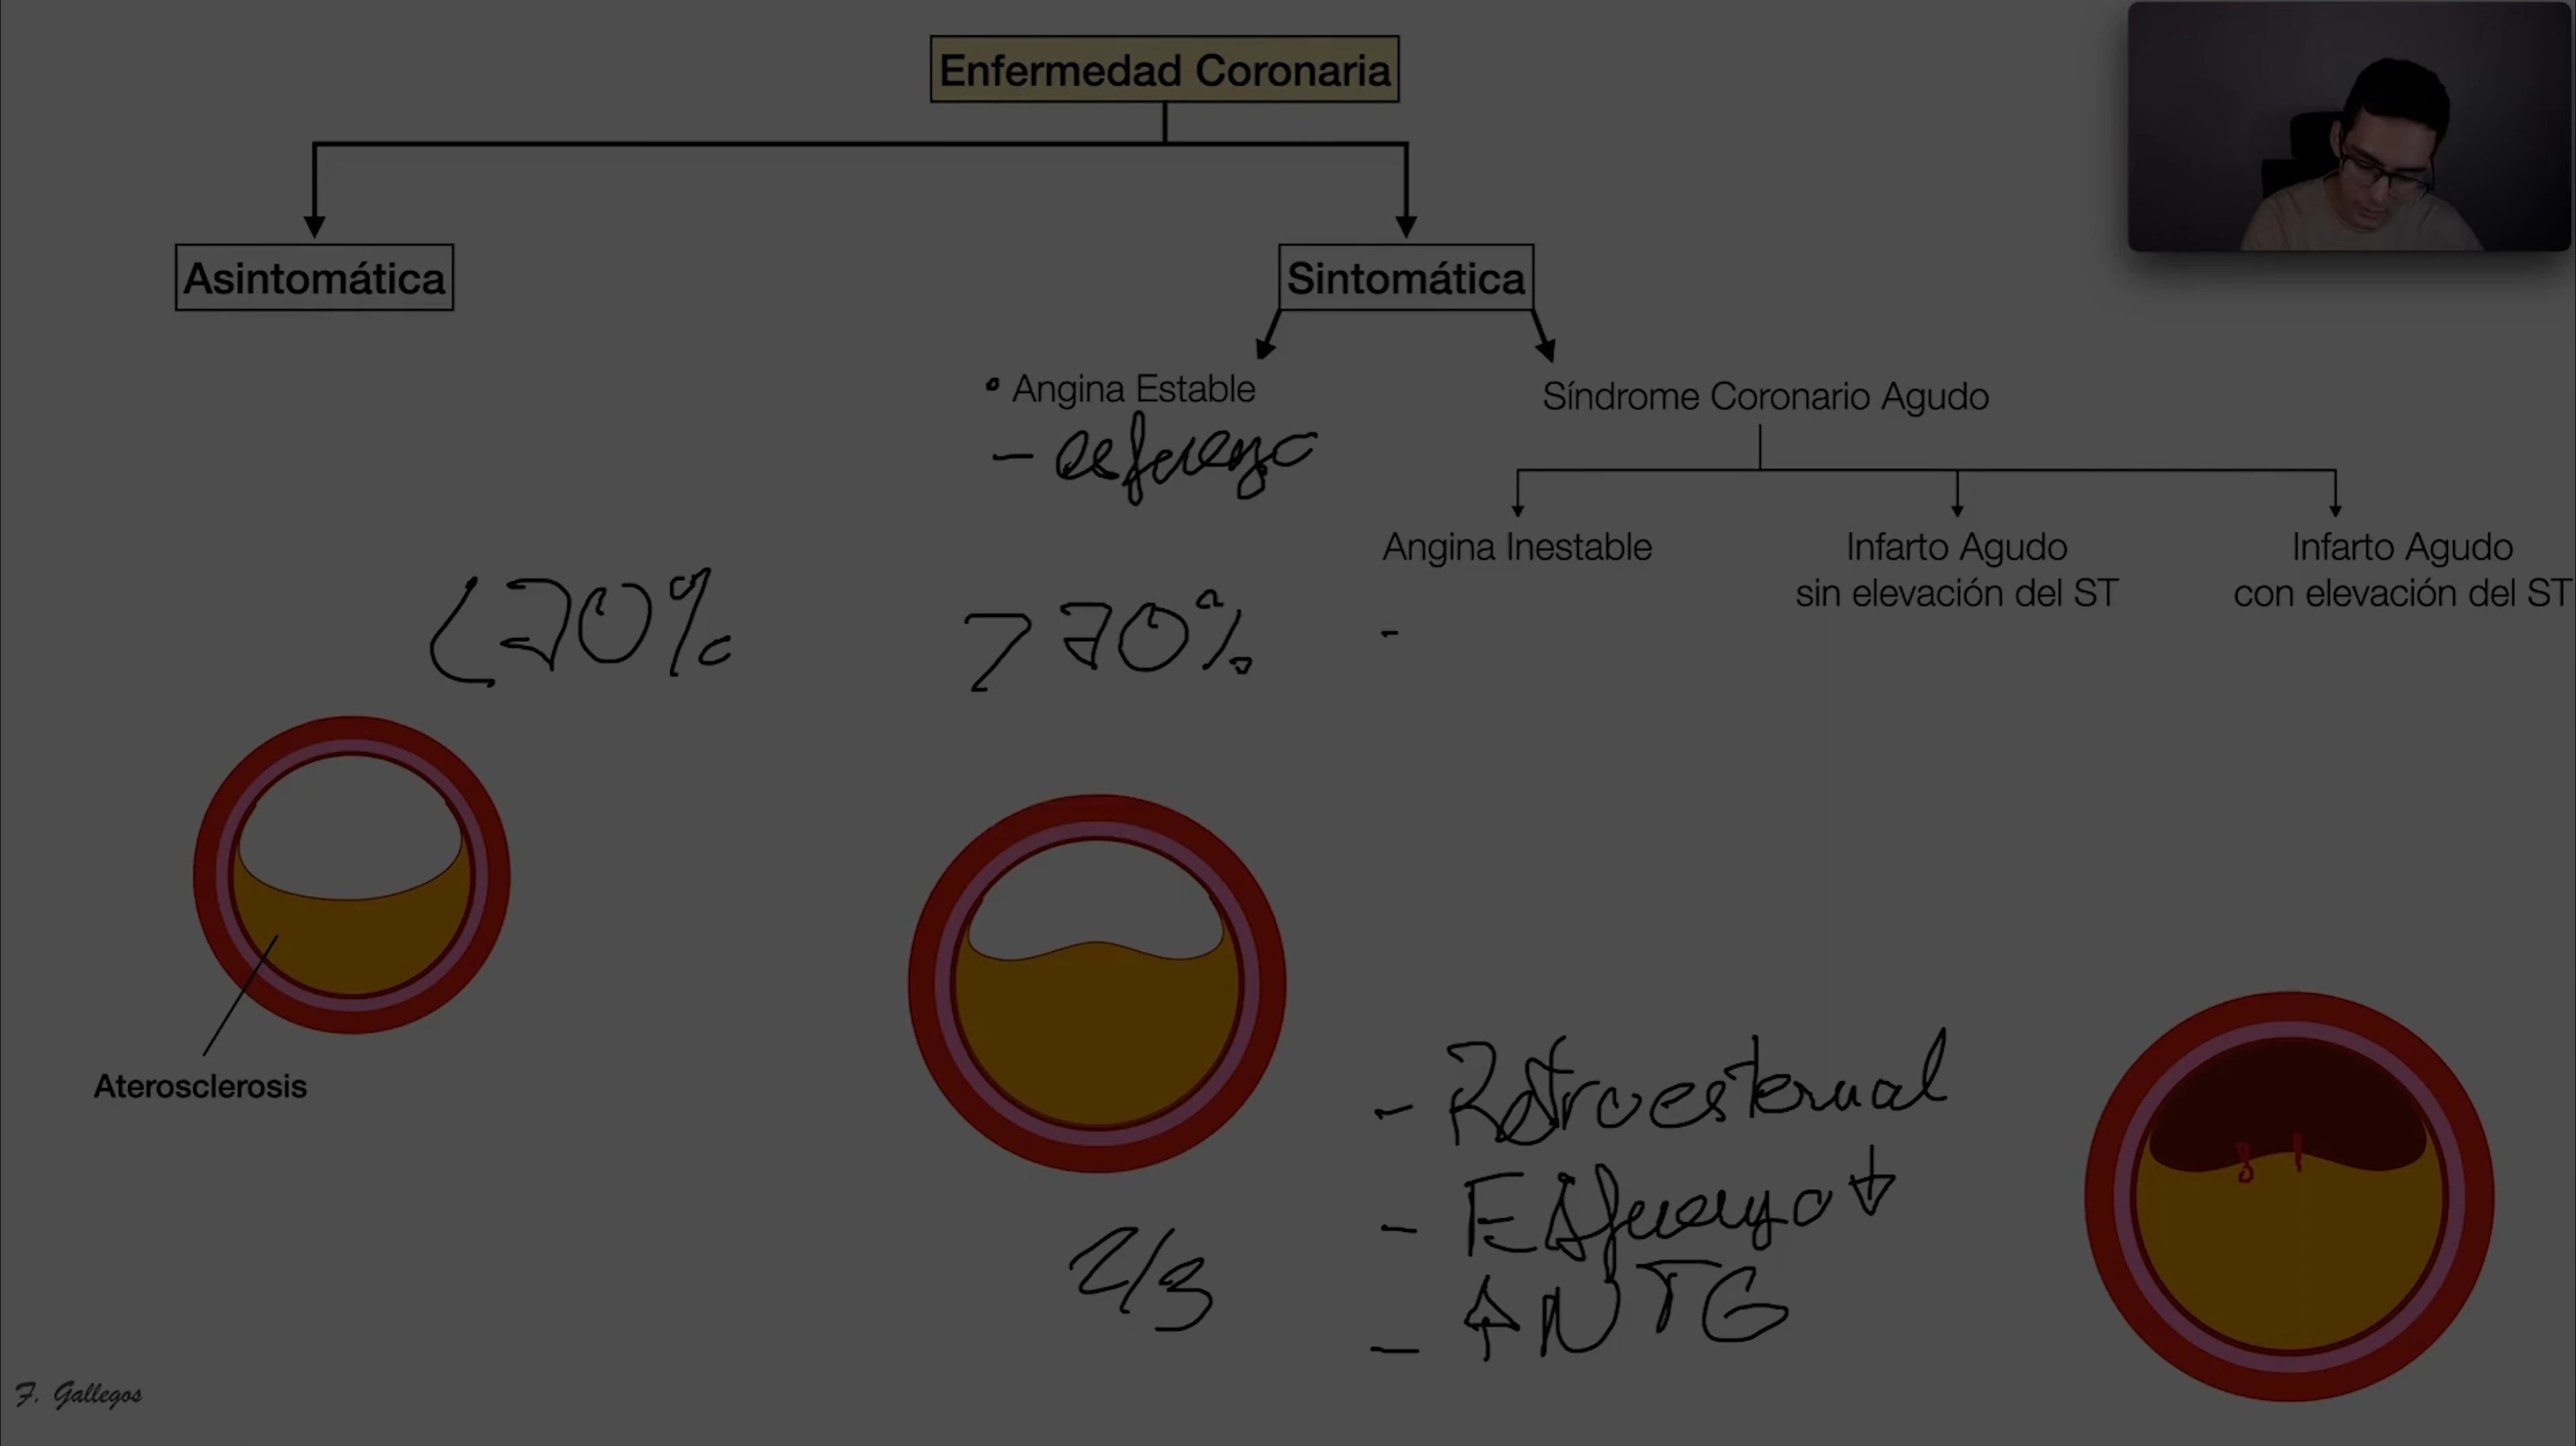 Enfermedad Coronaria
Asintomática
Sintomática
• Angina Estable
- esfuerzo
Síndrome Coronario Agudo
Angina Inestable
Infarto Agudo
sin elevación del ST
Infarto Agudo
con elevación del ST
<70%
>70%
-
Aterosclerosis
2/3
- Retroesternal
- Esfuerzo ↓
- ↑ NTG
F. Gallegos